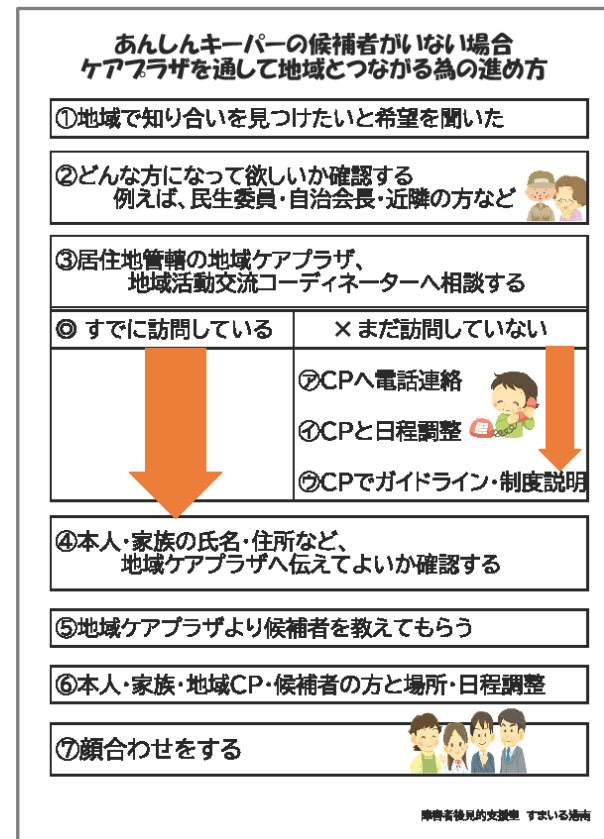 あんしんキーパーの候補者がいない場合
ケアプラザを通して地域とつながる為の進め方
①地域で知り合いを見つけたいと希望を聞いた
②どんな方になって欲しいか確認する
例えば、民生委員・自治会長・近隣の方など
③居住地管轄の地域ケアプラザ、
地域活動交流コーディネーターへ相談する
◎ すでに訪問している
×まだ訪問していない
㋐CPへ電話連絡
㋑CPと日程調整
㋒CPでガイドライン・制度説明
④本人・家族の氏名・住所など、
地域ケアプラザへ伝えてよいか確認する
⑤地域ケアプラザより候補者を教えてもらう
⑥本人・家族・地域CP・候補者の方と場所・日程調整
⑦顔合わせをする
障害者後見的支援室 すまいる港南